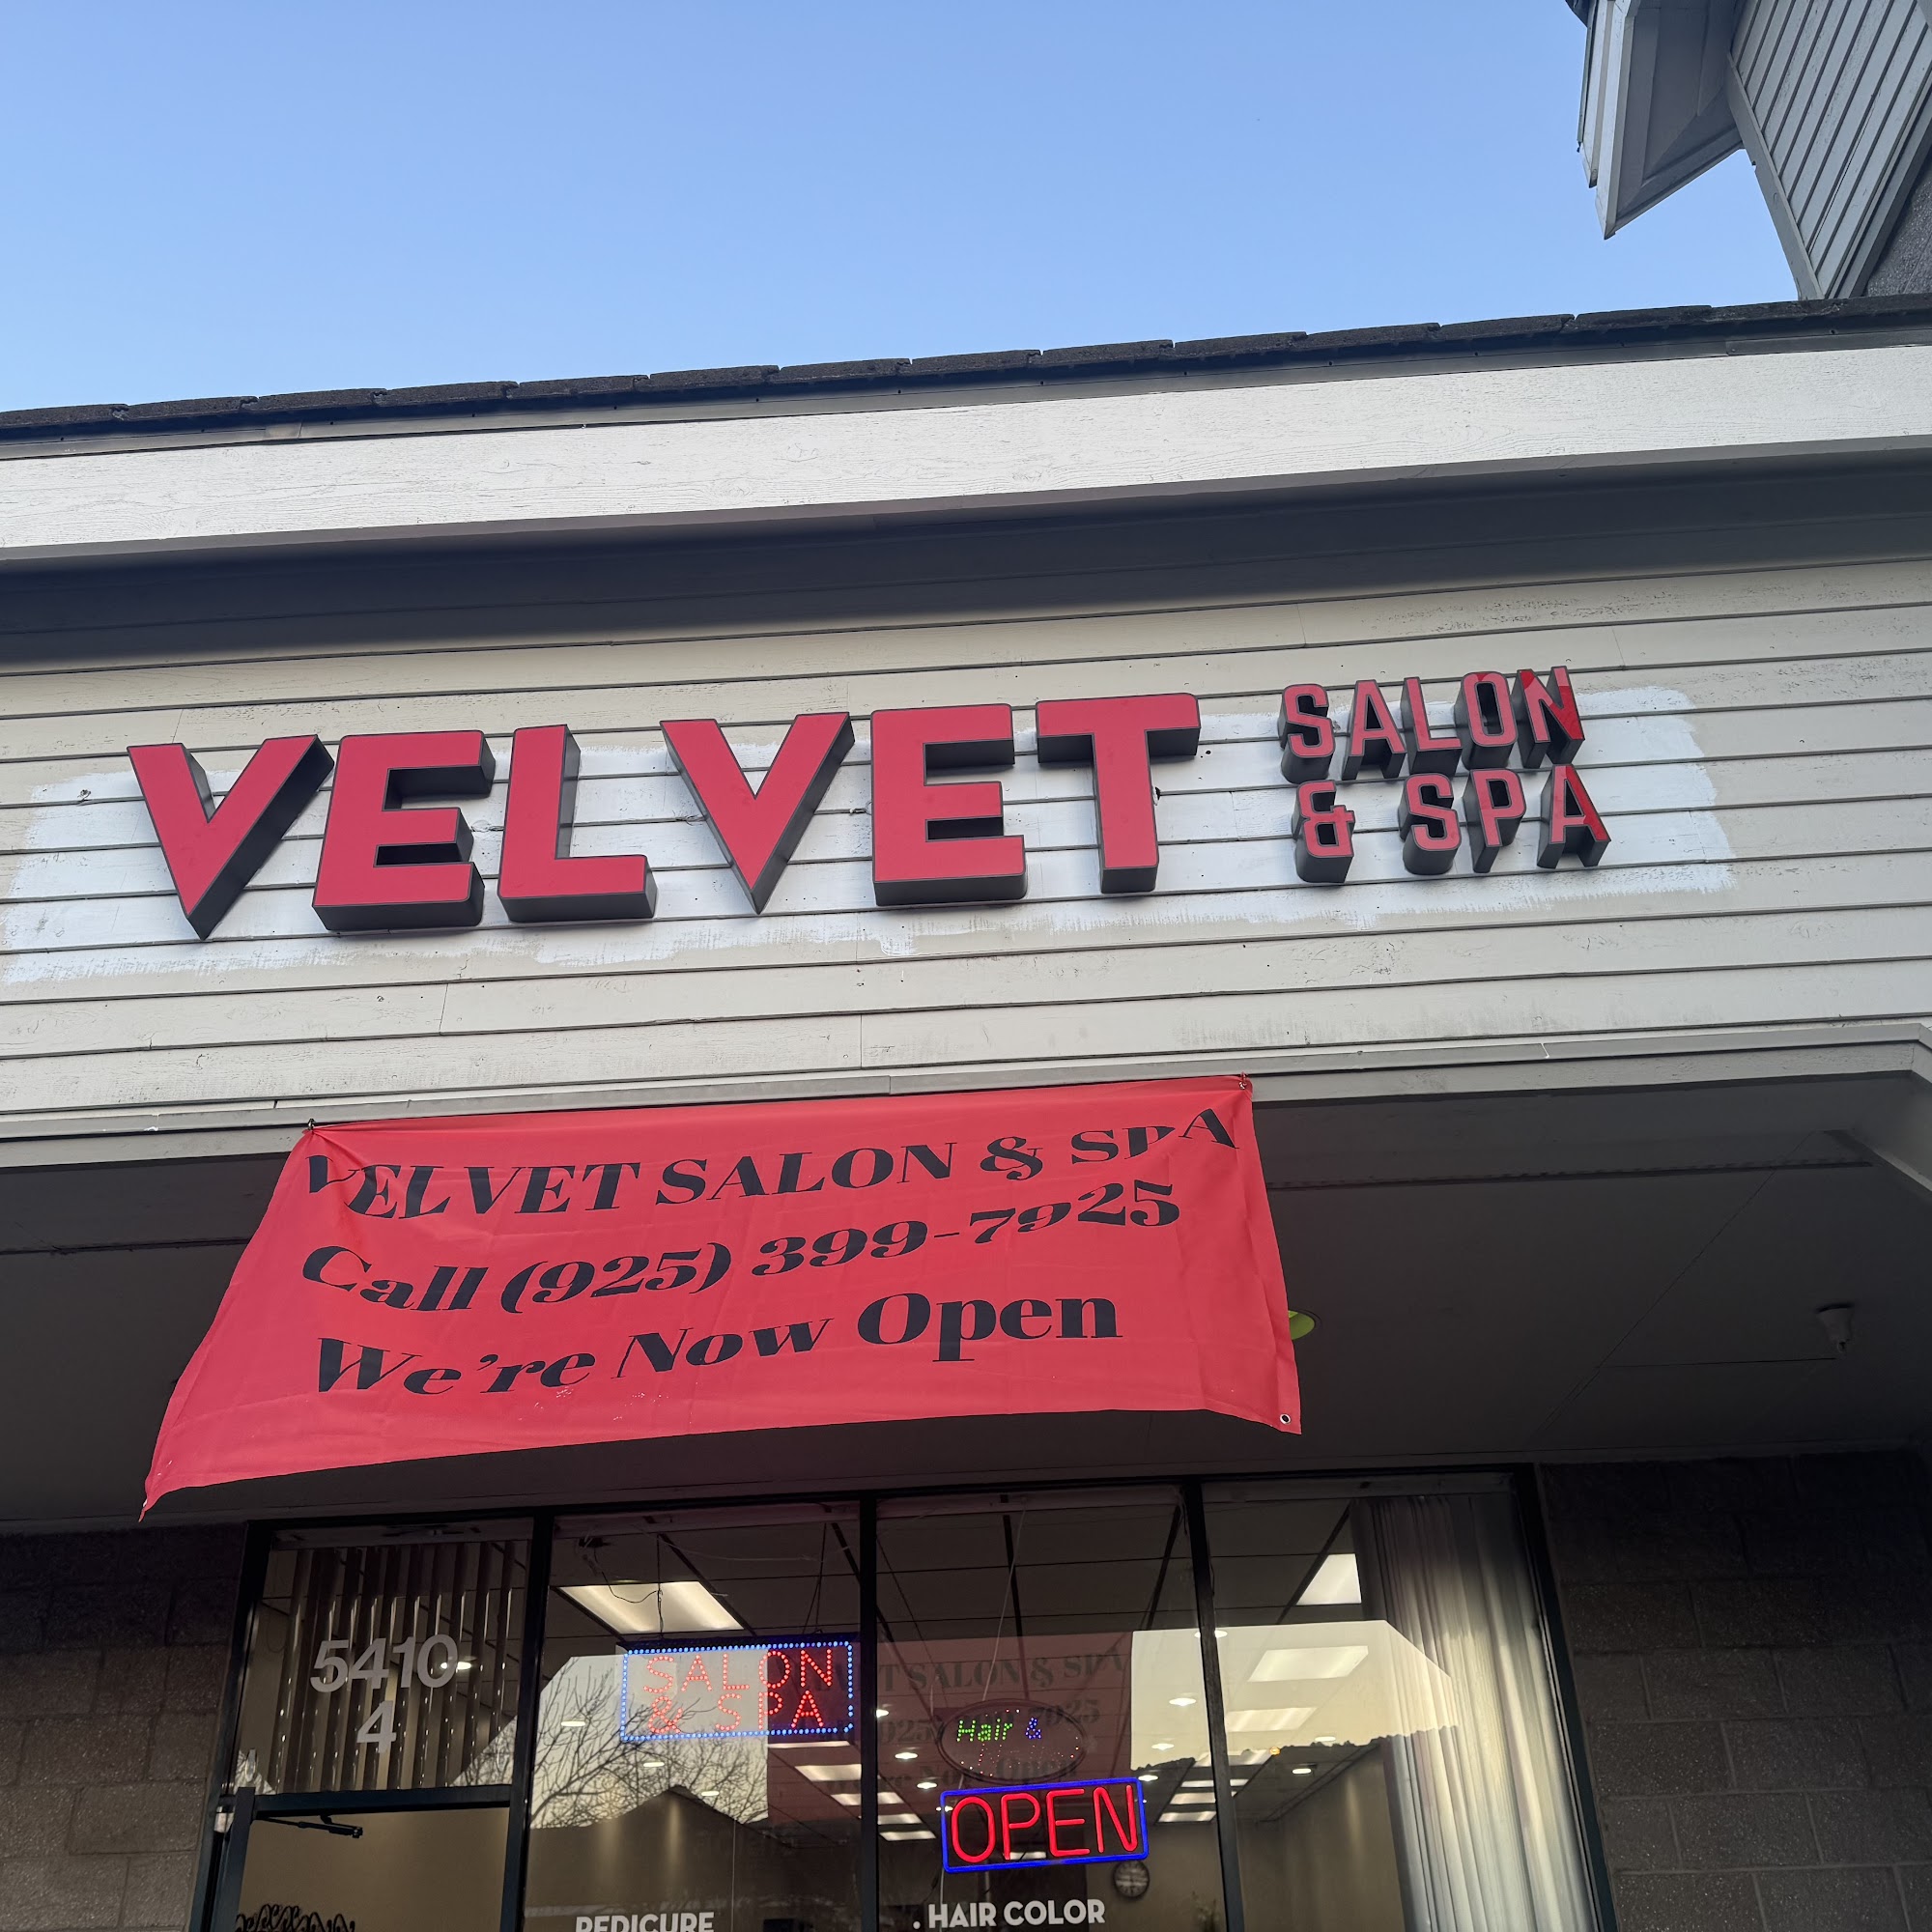 VELVET SALON
& SPA
VELVET SALON & SPA
Call (925) 399-7925
We're Now Open
5410
4
SALON
& SPA
Hair &
OPEN
PEDICURE
. HAIR COLOR